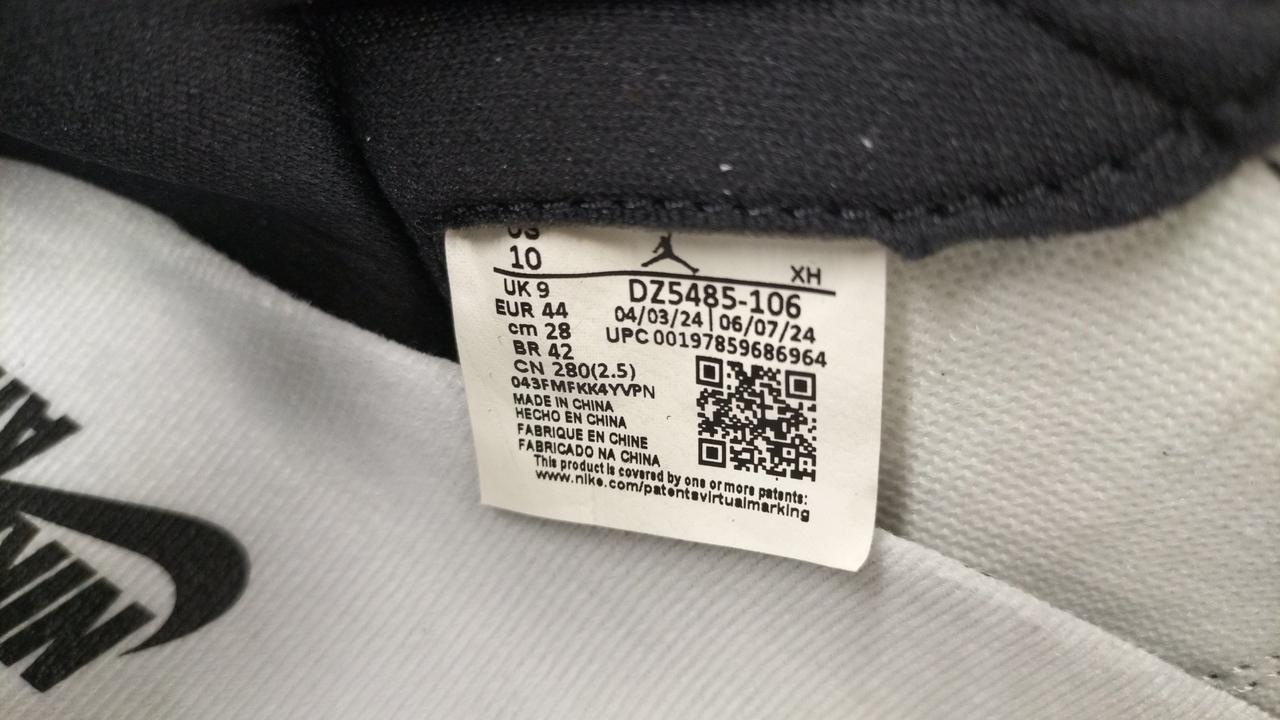 US
10
XH
UK 9
EUR 44
cm 28
BR 42
CN 280(2.5)
043FMFKK4YVPN
DZ5485-106
04/03/24 | 06/07/24
UPC 00197859686964
MADE IN CHINA
HECHO EN CHINA
FABRIQUE EN CHINE
FABRICADO NA CHINA
This product is covered by one or more patents:
www.nike.com/patentsvirtualmarking